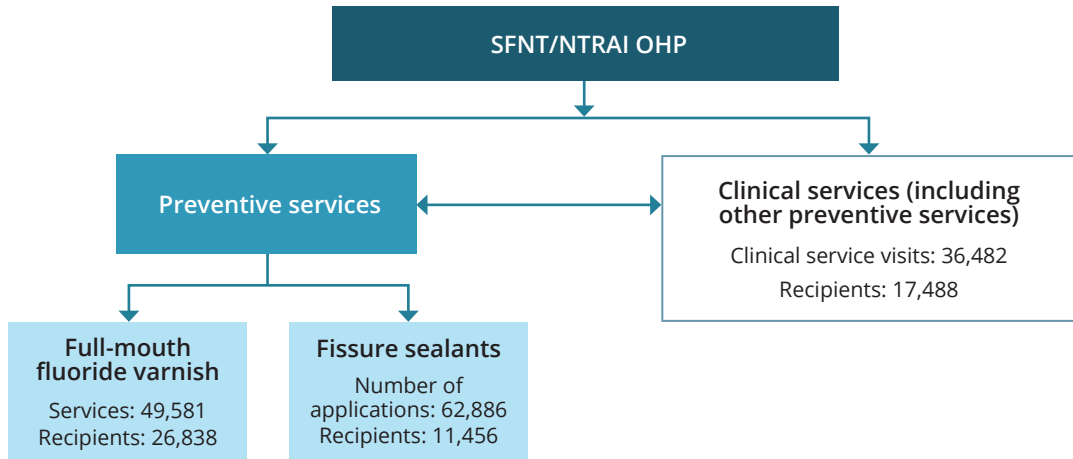 SFNT/NTRAI OHP
Preventive services
Clinical services (including
other preventive services)
Clinical service visits: 36,482
Recipients: 17,488
Full-mouth
fluoride varnish
Services: 49,581
Recipients: 26,838
Fissure sealants
Number of
applications: 62,886
Recipients: 11,456